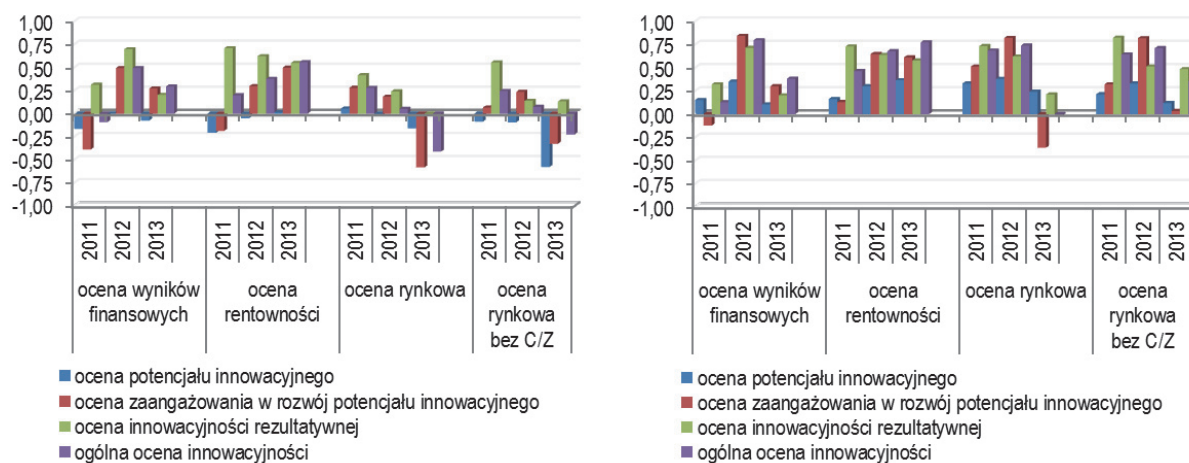 1,00
0,75
0,50
0,25
0,00
-0,25
-0,50
-0,75
-1,00
2011
2012
2013
2011
2012
2013
2011
2012
2013
2011
2012
2013
ocena wyników
finansowych
ocena
rentowności
ocena rynkowa
ocena
rynkowa
bez C/Z
ocena potencjału innowacyjnego
ocena zaangażowania w rozwój potencjału innowacyjnego
ocena innowacyjności rezultatywnej
ogólna ocena innowacyjności
1,00
0,75
0,50
0,25
0,00
-0,25
-0,50
-0,75
-1,00
2011
2012
2013
2011
2012
2013
2011
2012
2013
2011
2012
2013
ocena wyników
finansowych
ocena
rentowności
ocena rynkowa
ocena
rynkowa
bez C/Z
ocena potencjału innowacyjnego
ocena zaangażowania w rozwój potencjału innowacyjnego
ocena innowacyjności rezultatywnej
ogólna ocena innowacyjności